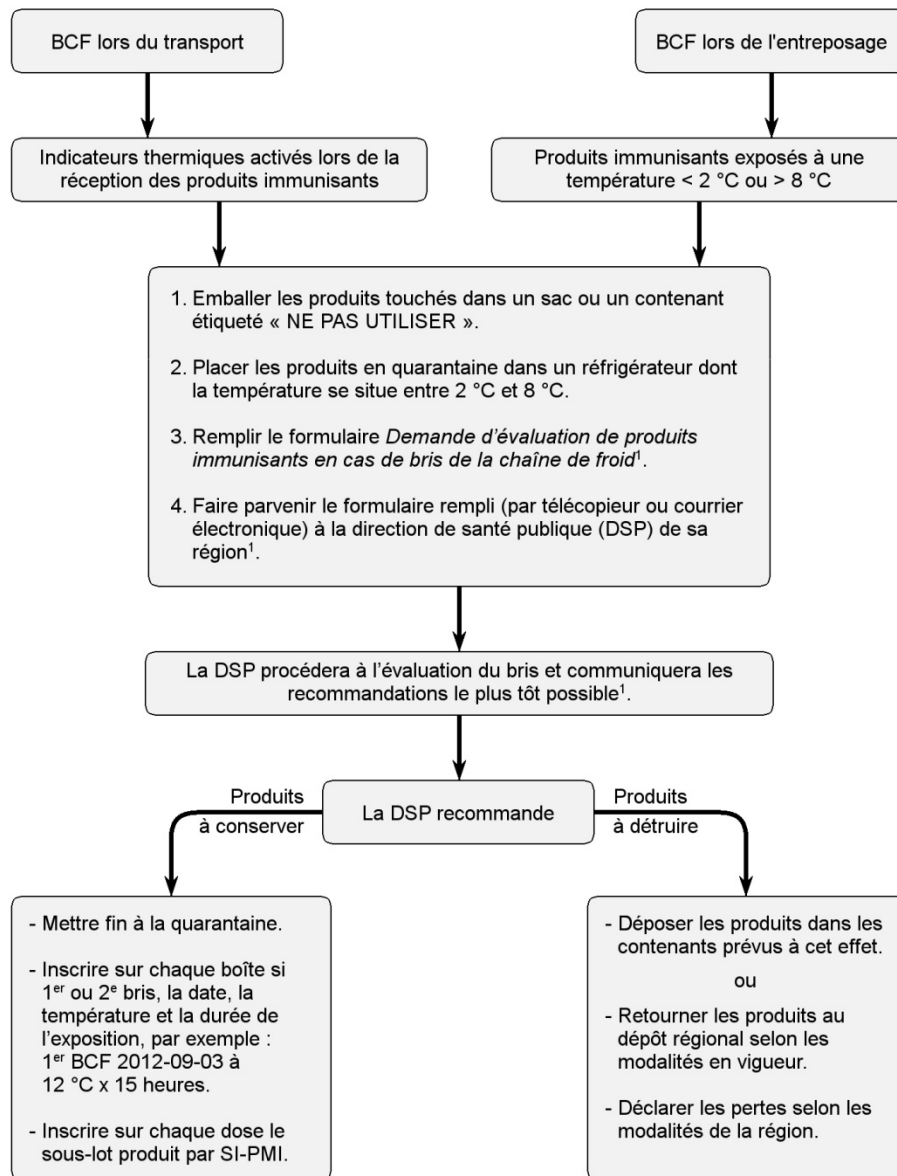 BCF lors du transport
BCF lors de l'entreposage
Indicateurs thermiques activés lors de la
réception des produits immunisants
Produits immunisants exposés à une
température < 2 °C ou > 8 °C
1. Emballer les produits touchés dans un sac ou un contenant
étiqueté « NE PAS UTILISER ».
2. Placer les produits en quarantaine dans un réfrigérateur dont
la température se situe entre 2 °C et 8 °C.
3. Remplir le formulaire Demande d’évaluation de produits
immunisants en cas de bris de la chaîne de froid¹.
4. Faire parvenir le formulaire rempli (par télécopieur ou courrier
électronique) à la direction de santé publique (DSP) de sa
région¹.
La DSP procédera à l’évaluation du bris et communiquera les
recommandations le plus tôt possible¹.
La DSP recommande
Produits
à conserver
Produits
à détruire
- Mettre fin à la quarantaine.
- Inscrire sur chaque boîte si
1er ou 2e bris, la date, la
température et la durée de
l’exposition, par exemple :
1er BCF 2012-09-03 à
12 °C x 15 heures.
- Inscrire sur chaque dose le
sous-lot produit par SI-PMI.
- Déposer les produits dans les
contenants prévus à cet effet.
ou
- Retourner les produits au
dépôt régional selon les
modalités en vigueur.
- Déclarer les pertes selon les
modalités de la région.